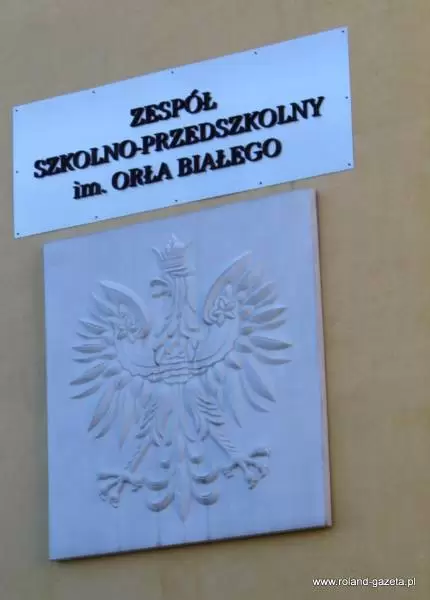 ZESPÓŁ
SZKOLNO-PRZEDSZKOLNY
im. ORŁA BIAŁEGO
www.roland-gazeta.pl